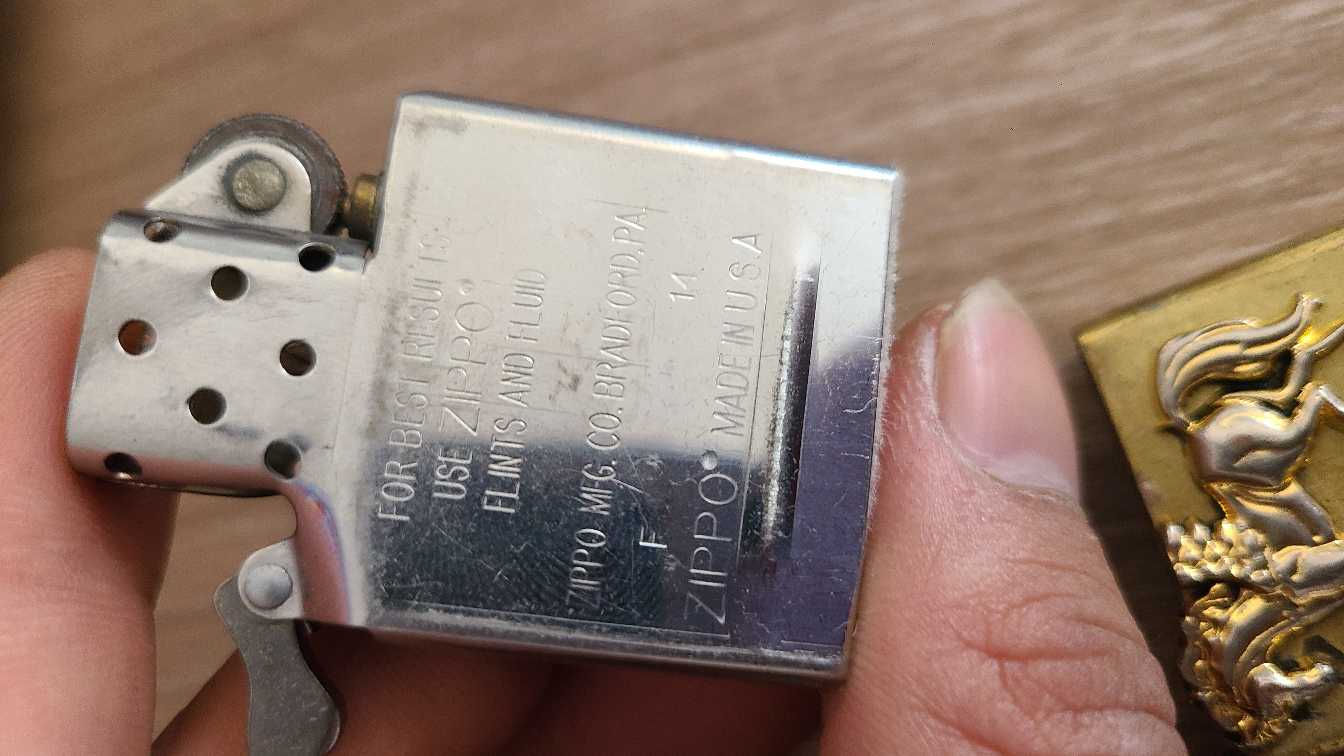 FOR BEST RESULTS
USE ZIPPO®
FLINTS AND FLUID
ZIPPO MFG. CO. BRADFORD, PA.
F 14
ZIPPO® MADE IN U S A